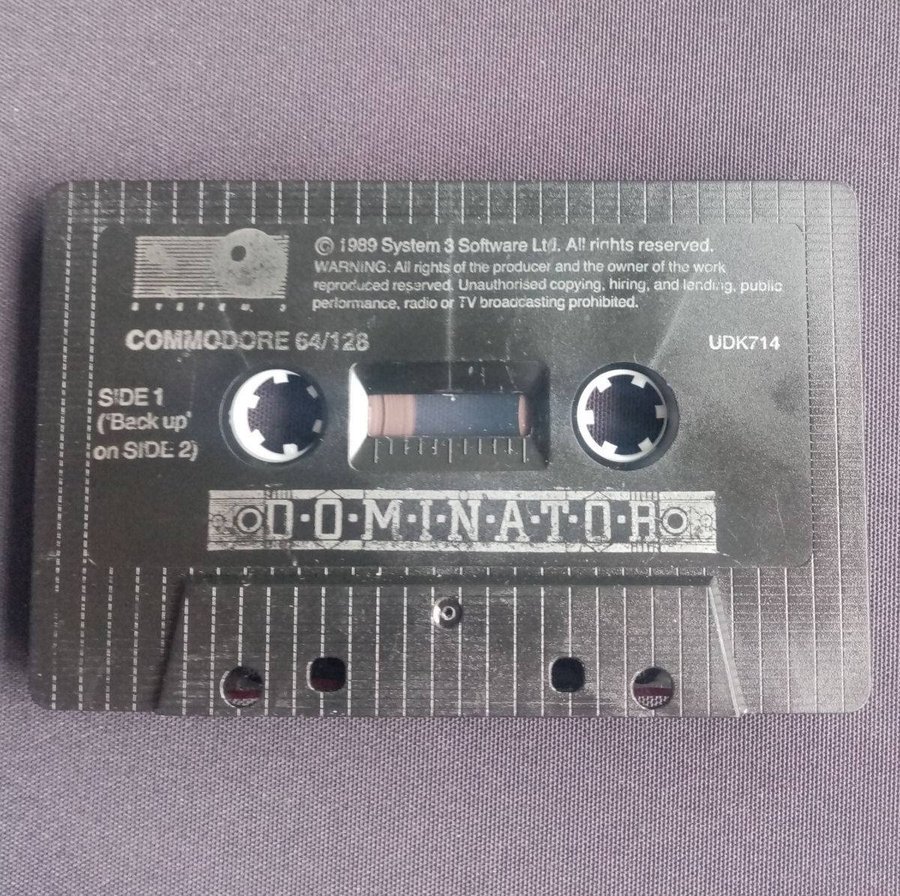 © 1989 System 3 Software Ltd. All rights reserved.
WARNING: All rights of the producer and the owner of the work
reproduced reserved. Unauthorised copying, hiring, and lending, public
performance, radio or TV broadcasting prohibited.
SYSTEM 3
COMMODORE 64/128
UDK714
SIDE 1
('Back up'
on SIDE 2)
D·O·M·I·N·A·T·O·R